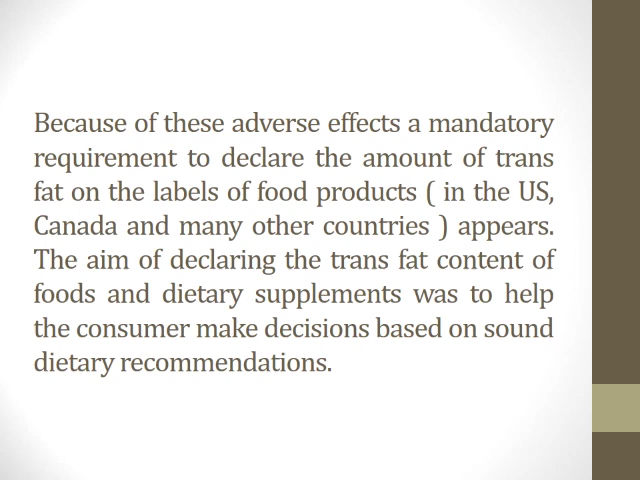 Because of these adverse effects a mandatory
requirement to declare the amount of trans
fat on the labels of food products ( in the US,
Canada and many other countries ) appears.
The aim of declaring the trans fat content of
foods and dietary supplements was to help
the consumer make decisions based on sound
dietary recommendations.